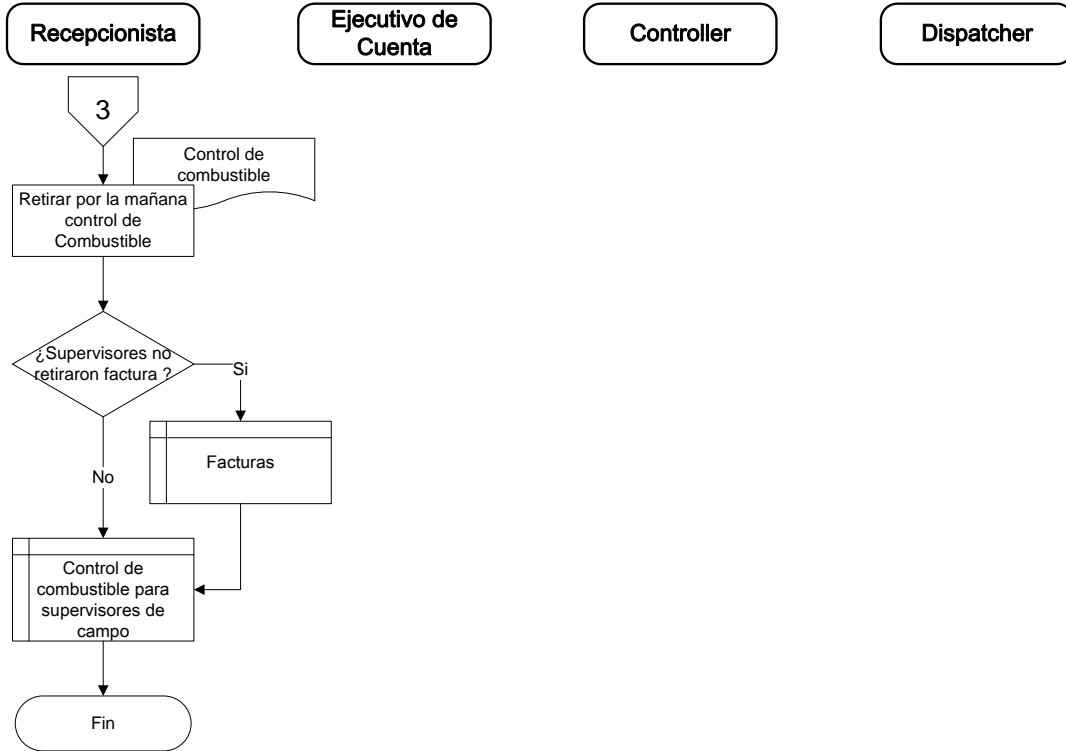 Recepcionista
Ejecutivo de
Cuenta
Controller
Dispatcher
3
Control de
combustible
Retirar por la mañana
control de
Combustible
¿Supervisores no
retiraron factura ?
Si
Facturas
No
Control de
combustible para
supervisores de
campo
Fin